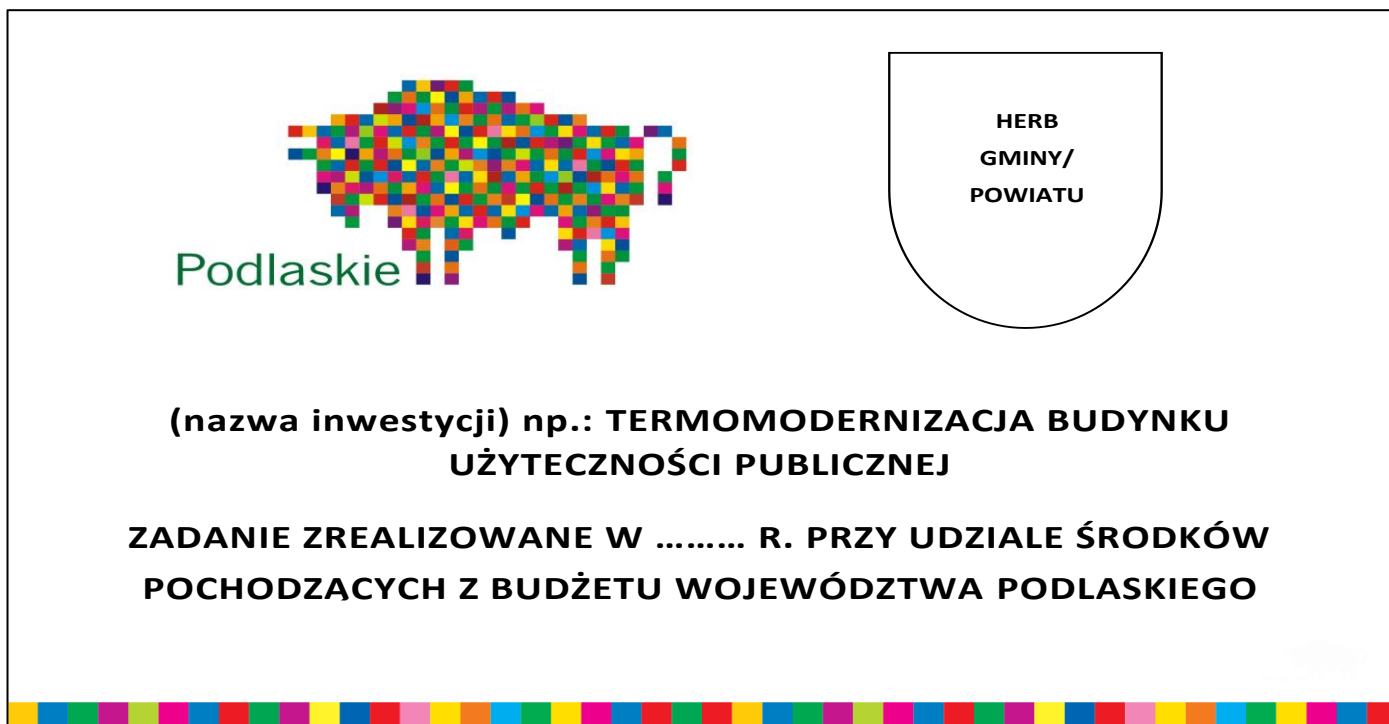 Podlaskie
HERB
GMINY/
POWIATU
(nazwa inwestycji) np.: TERMOMODERNIZACJA BUDYNKU
UŻYTECZNOŚCI PUBLICZNEJ
ZADANIE ZREALIZOWANE W ……… R. PRZY UDZIALE ŚRODKÓW
POCHODZĄCYCH Z BUDŻETU WOJEWÓDZTWA PODLASKIEGO